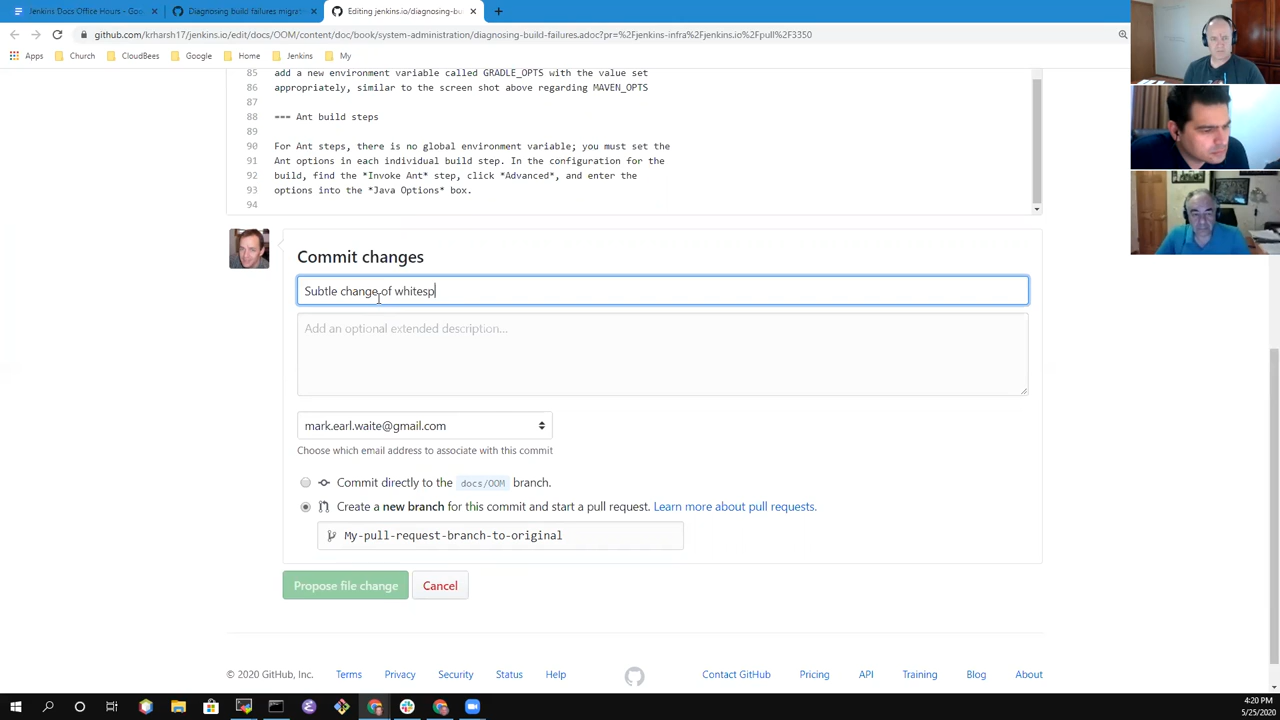 Jenkins Docs Office Hours - Goo
Diagnosing build failures migrat
Editing jenkins.io/diagnosing-bu
github.com/krharsh17/jenkins.io/edit/docs/OOM/content/doc/book/system-administration/diagnosing-build-failures.adoc?pr=%2Fjenkins-infra%2Fjenkins.io%2Fpull%2F3350
Apps Church CloudBees Google Home Jenkins My
85 add a new environment variable called GRADLE_OPTS with the value set
86 appropriately, similar to the screen shot above regarding MAVEN_OPTS
87
88 === Ant build steps
89
90 For Ant steps, there is no global environment variable; you must set the
91 Ant options in each individual build step. In the configuration for the
92 build, find the *Invoke Ant* step, click *Advanced*, and enter the
93 options into the *Java Options* box.
94
Commit changes
Subtle change of whitesp
Add an optional extended description...
mark.earl.waite@gmail.com
Choose which email address to associate with this commit
Commit directly to the docs/OOM branch.
Create a new branch for this commit and start a pull request. Learn more about pull requests.
My-pull-request-branch-to-original
Propose file change Cancel
© 2020 GitHub, Inc. Terms Privacy Security Status Help Contact GitHub Pricing API Training Blog About
4:20 PM
5/25/2020